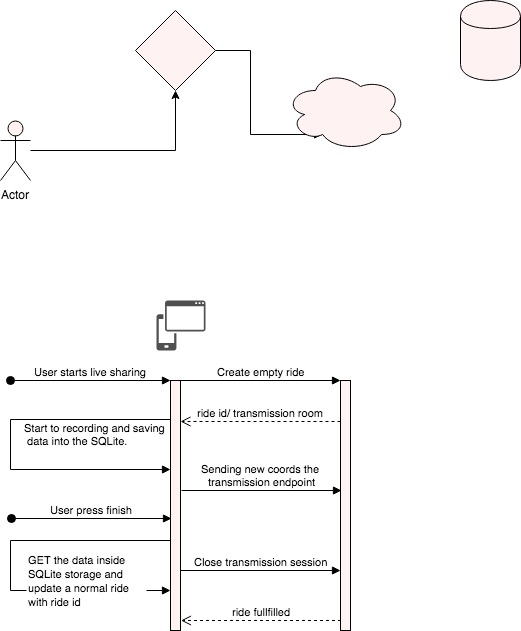 Actor
User starts live sharing
Create empty ride
ride id/ transmission room
Start to recording and saving
data into the SQLite.
Sending new coords the
transmission endpoint
User press finish
GET the data inside
SQLite storage and
update a normal ride
with ride id
Close transmission session
ride fullfilled